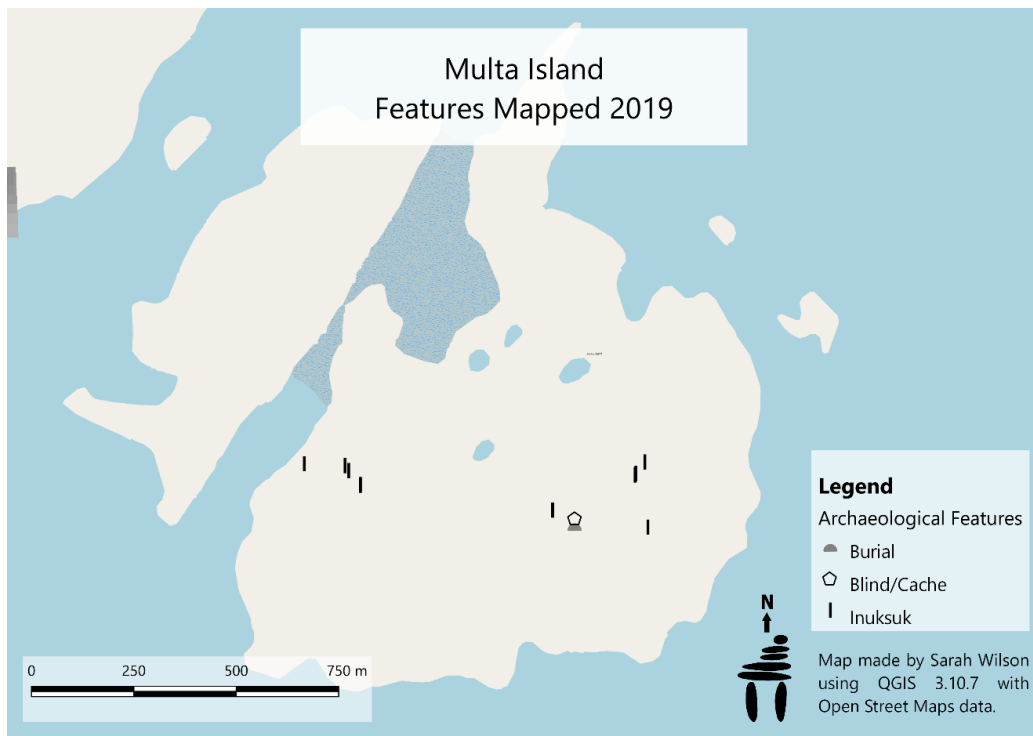 Multa Island
Features Mapped 2019
Legend
Archaeological Features
Burial
Blind/Cache
Inuksuk
N
0 250 500 750 m
Map made by Sarah Wilson
using QGIS 3.10.7 with
Open Street Maps data.